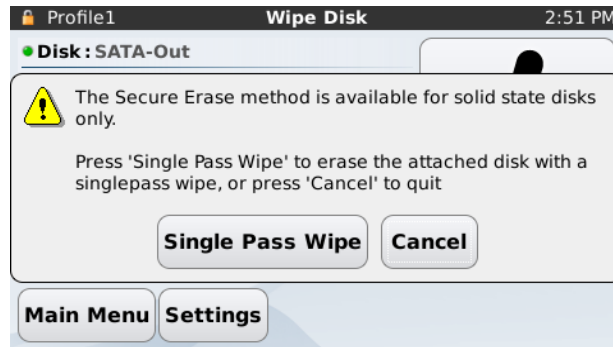 Profile1 Wipe Disk 2:51 PM
Disk: SATA-Out
The Secure Erase method is available for solid state disks
only.
Press 'Single Pass Wipe' to erase the attached disk with a
singlepass wipe, or press 'Cancel' to quit
Single Pass Wipe Cancel
Main Menu Settings